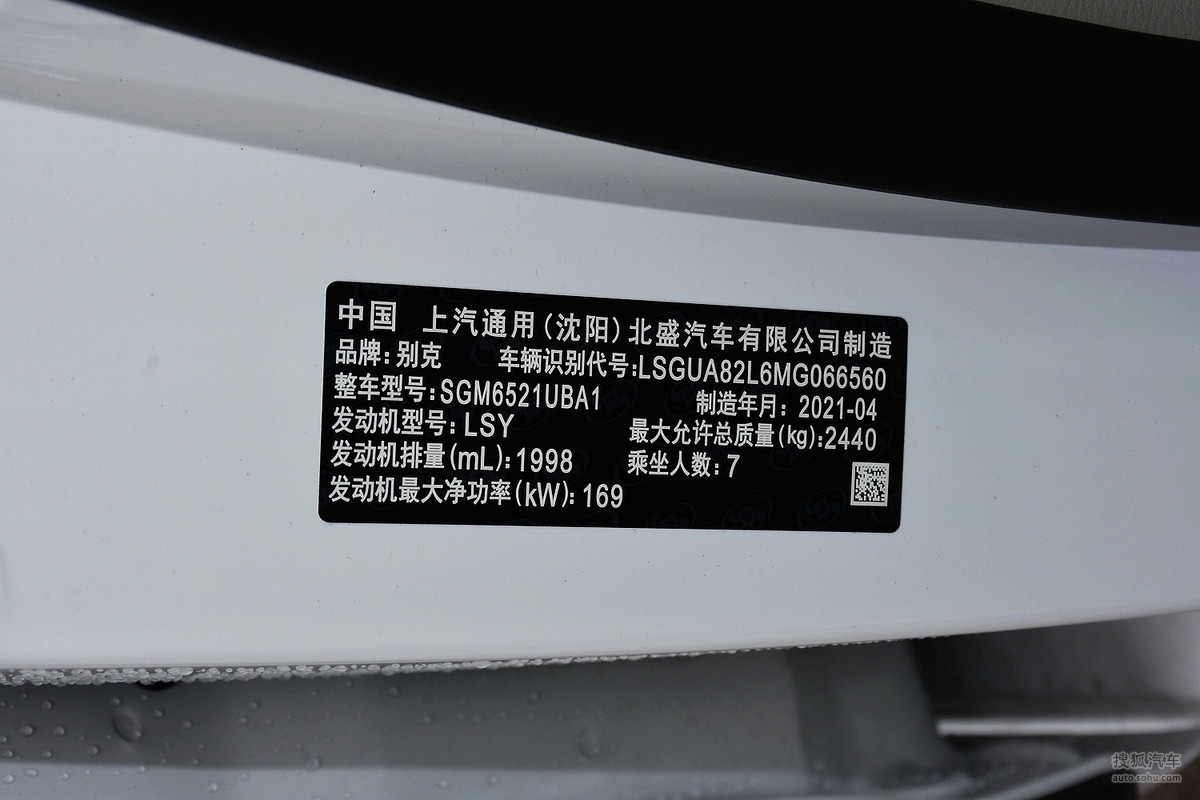 中国 上汽通用(沈阳)北盛汽车有限公司制造
品牌:别克 车辆识别代号:LSGUA82L6MG066560
整车型号:SGM6521UBA1 制造年月: 2021-04
发动机型号:LSY 最大允许总质量(kg):2440
发动机排量(mL):1998 乘坐人数:7
发动机最大净功率(kW):169
搜狐汽车
auto.sohu.com